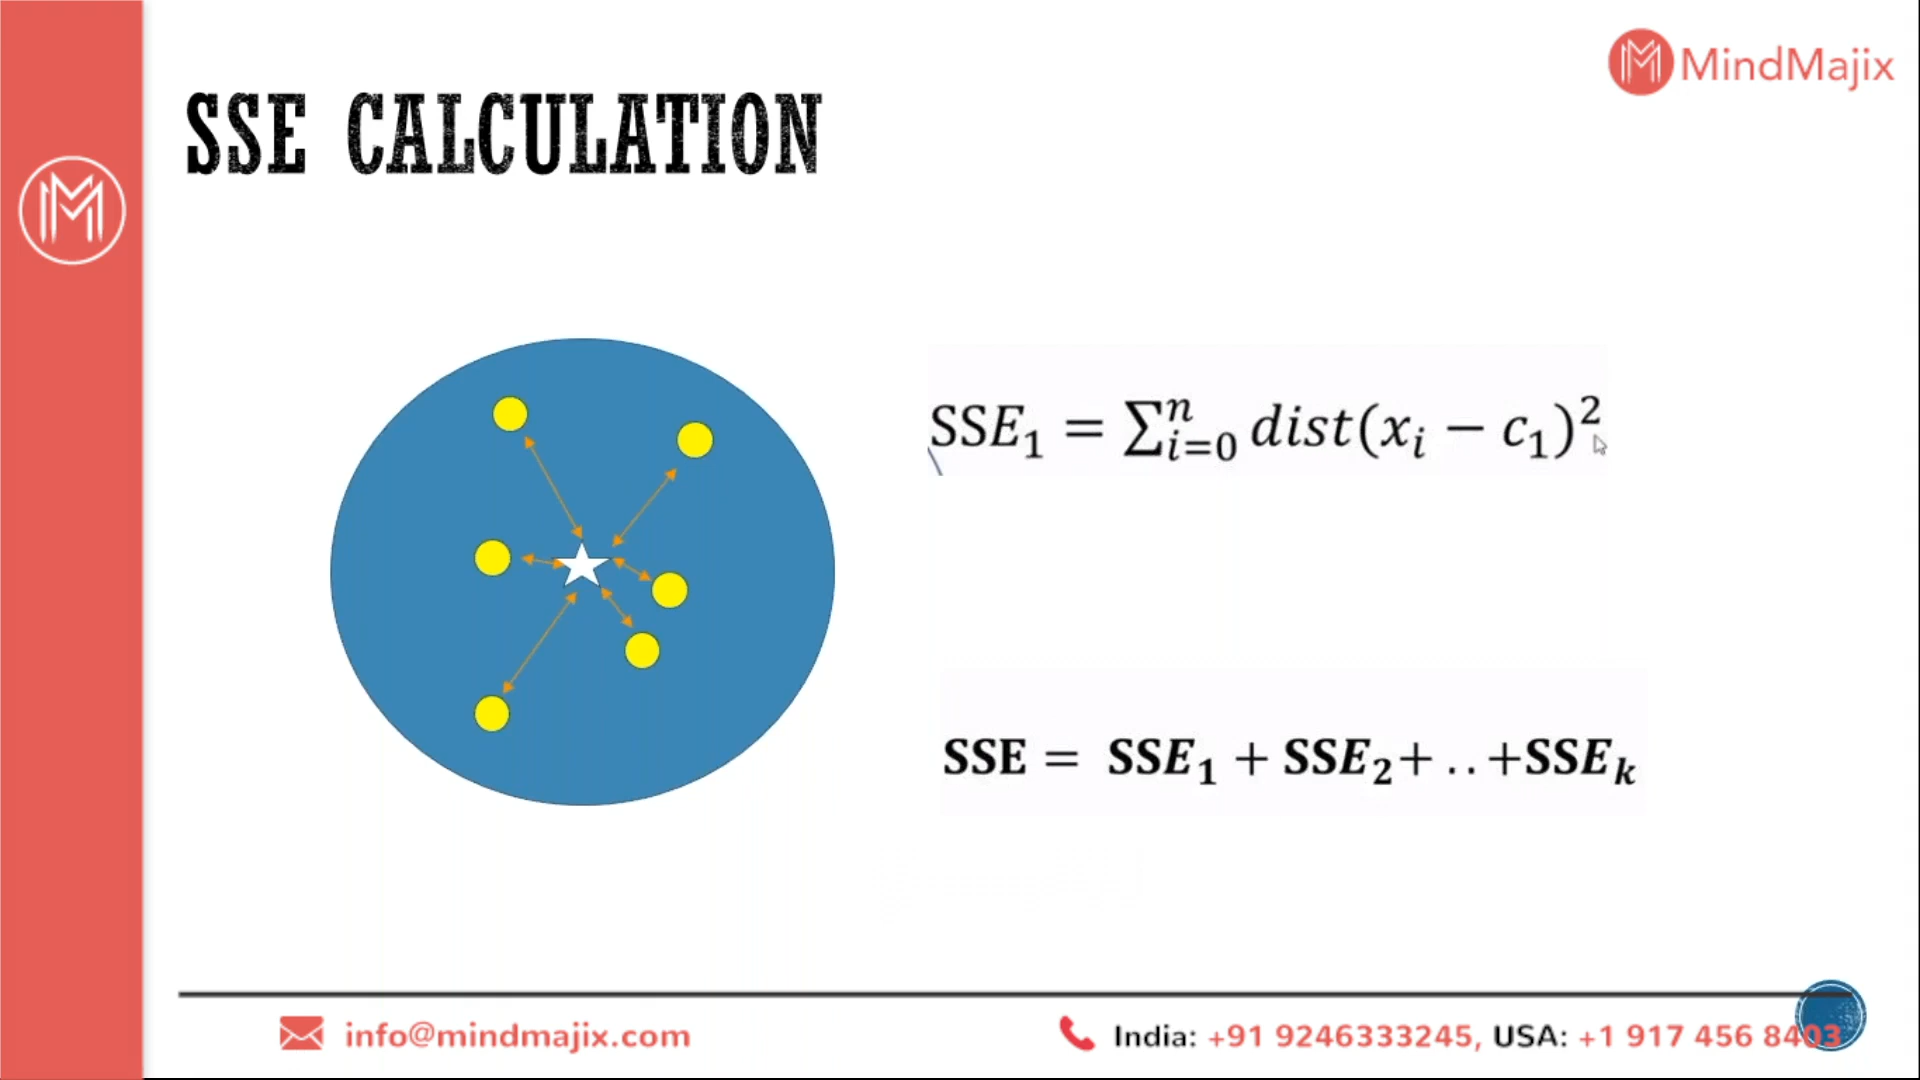 MindMajix
SSE CALCULATION
SSE₁ = ∑ⁿᵢ₌₀ dist(xᵢ − c₁)²
\
SSE = SSE₁ + SSE₂+ . . +SSEₖ
info@mindmajix.com
India: +91 9246333245, USA: +1 917 456 8403